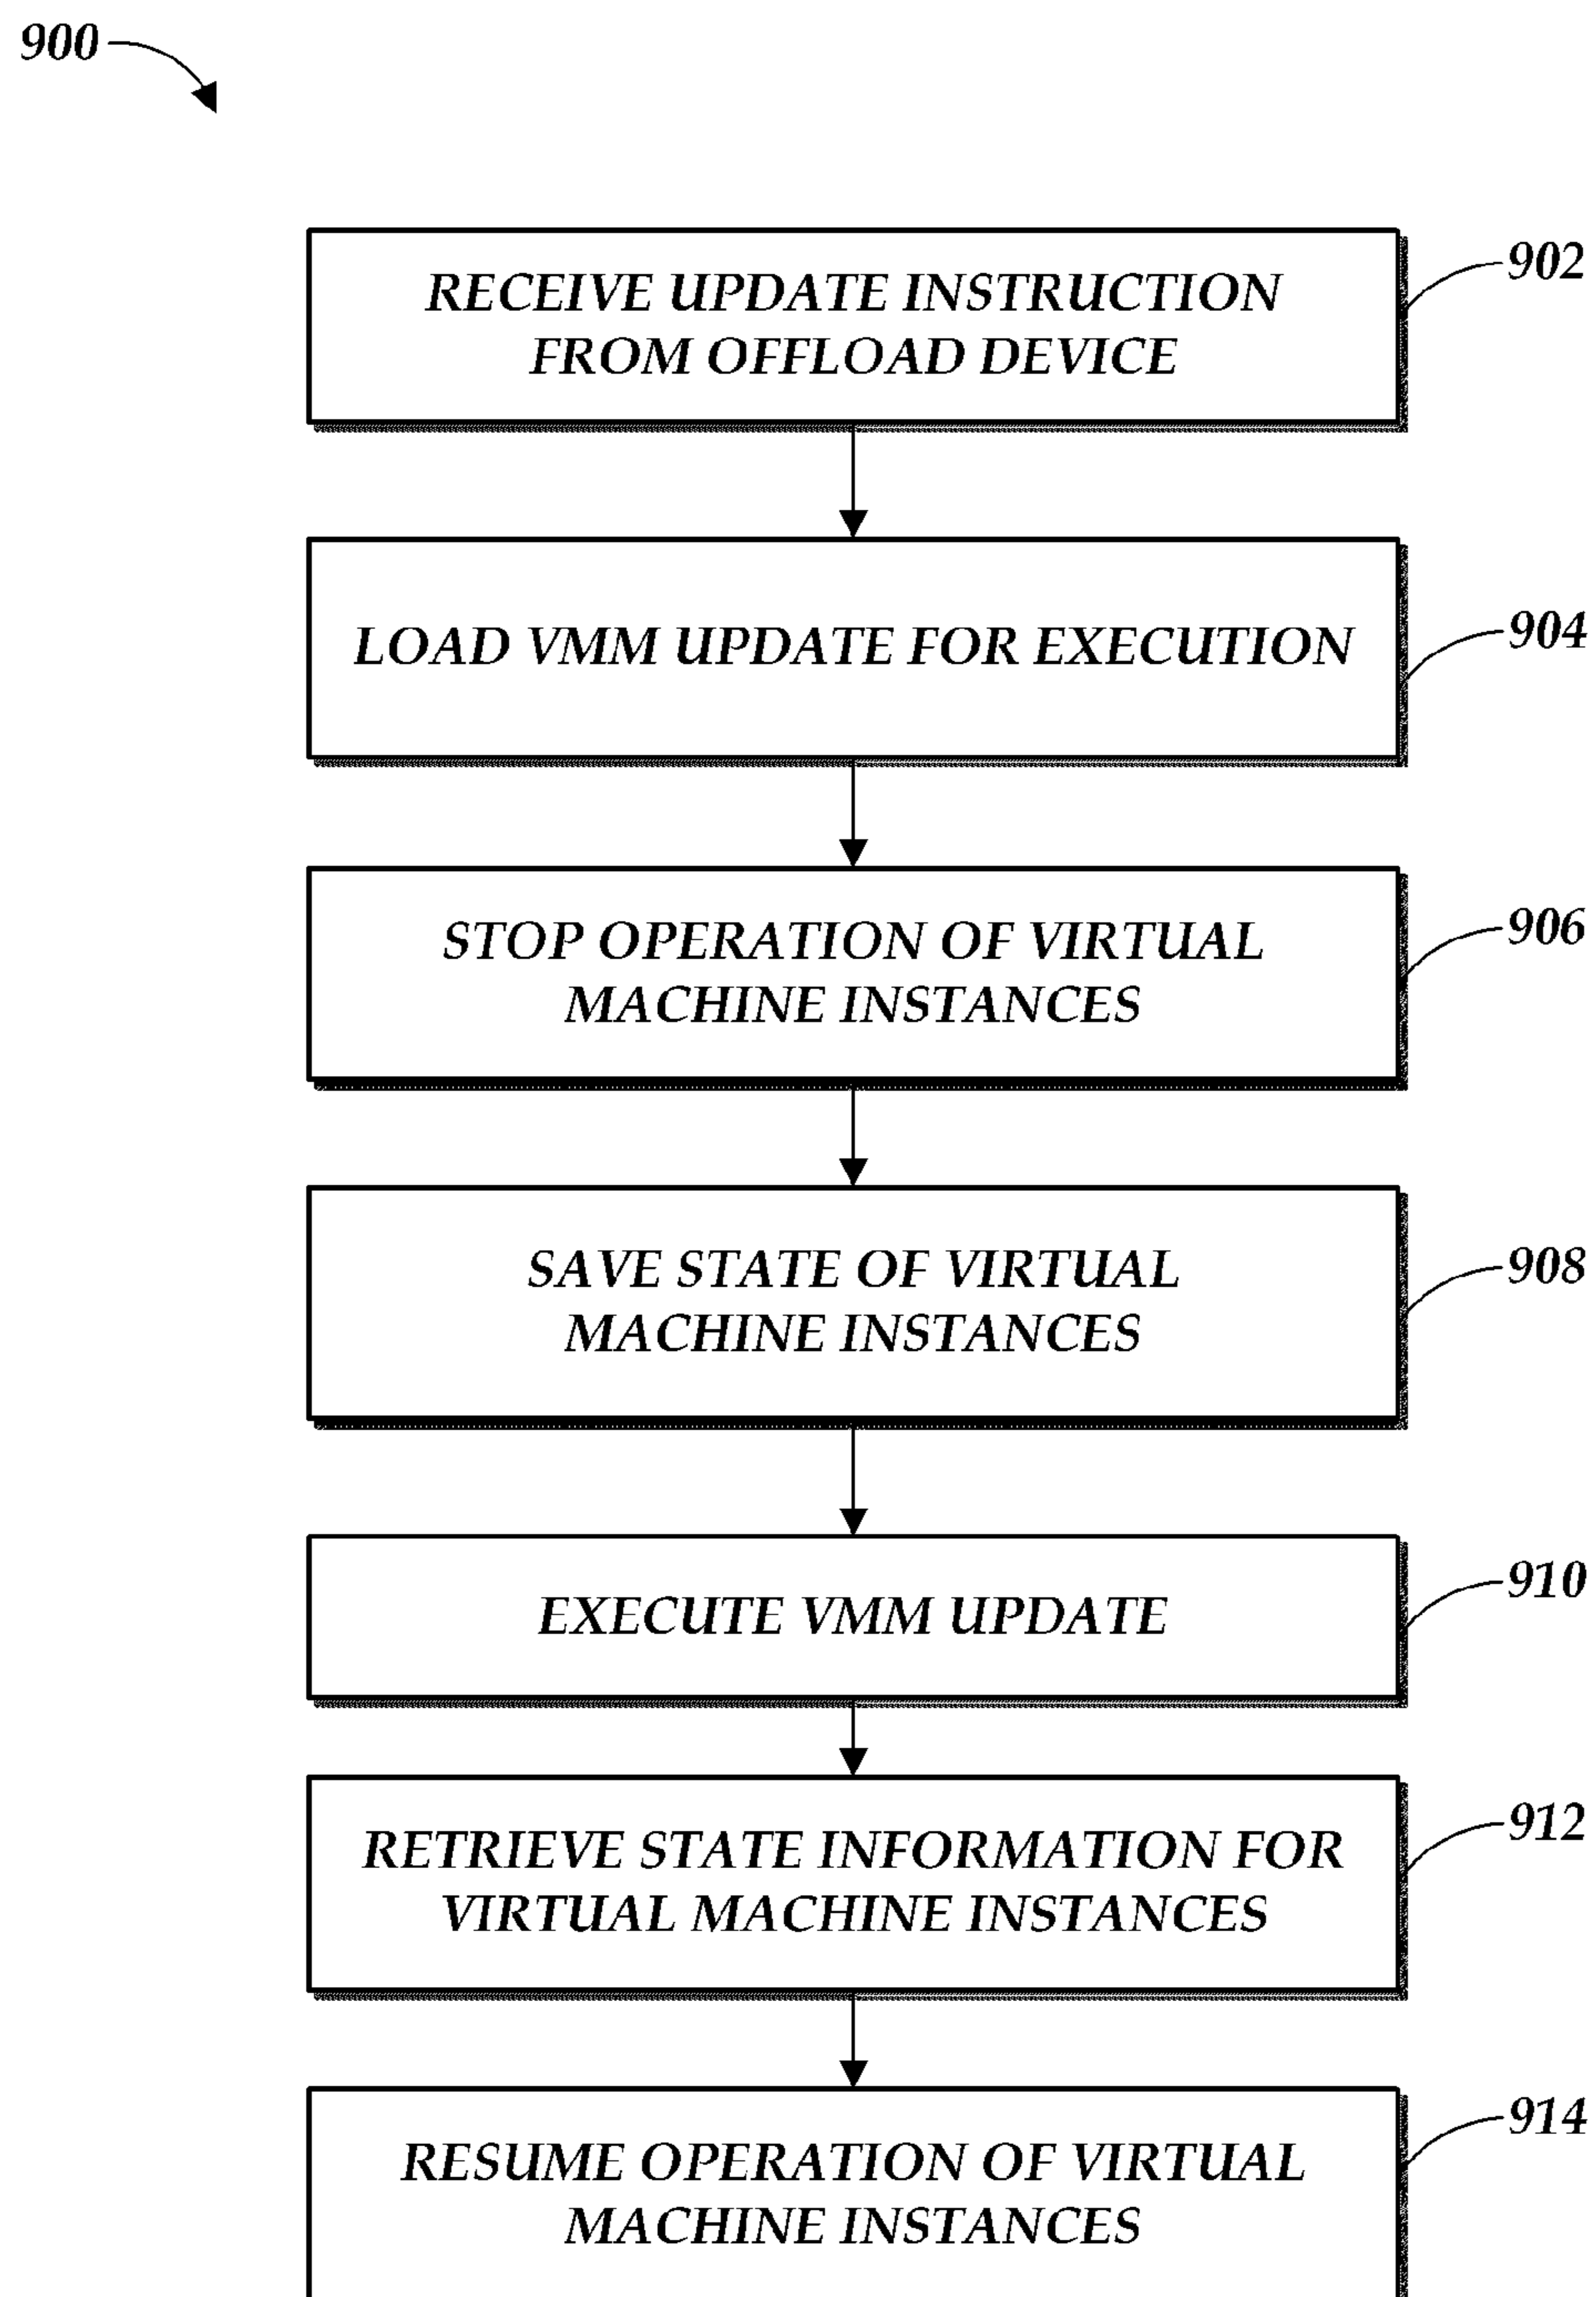 900
RECEIVE UPDATE INSTRUCTION
FROM OFFLOAD DEVICE
902
LOAD VMM UPDATE FOR EXECUTION
904
STOP OPERATION OF VIRTUAL
MACHINE INSTANCES
906
SAVE STATE OF VIRTUAL
MACHINE INSTANCES
908
EXECUTE VMM UPDATE
910
RETRIEVE STATE INFORMATION FOR
VIRTUAL MACHINE INSTANCES
912
RESUME OPERATION OF VIRTUAL
MACHINE INSTANCES
914